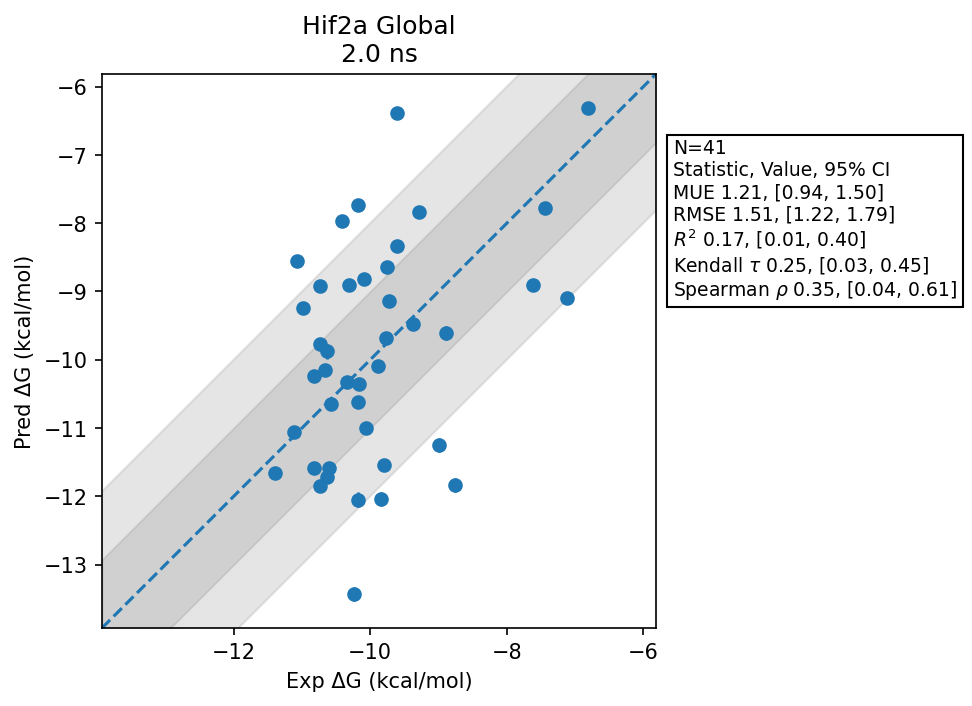 Hif2a Global
2.0 ns
−6
−7
−8
−9
−10
−11
−12
−13
Pred ΔG (kcal/mol)
−12
−10
−8
−6
Exp ΔG (kcal/mol)
N=41
Statistic, Value, 95% CI
MUE 1.21, [0.94, 1.50]
RMSE 1.51, [1.22, 1.79]
R² 0.17, [0.01, 0.40]
Kendall τ 0.25, [0.03, 0.45]
Spearman ρ 0.35, [0.04, 0.61]